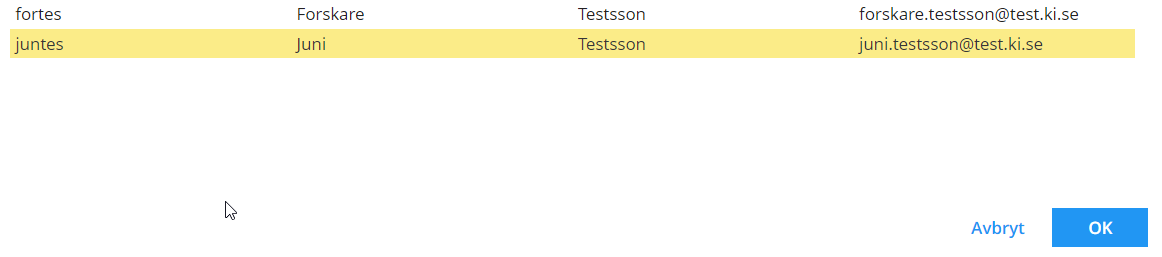 fortes Forskare Testsson forskare.testsson@test.ki.se
juntes Juni Testsson juni.testsson@test.ki.se
Avbryt OK